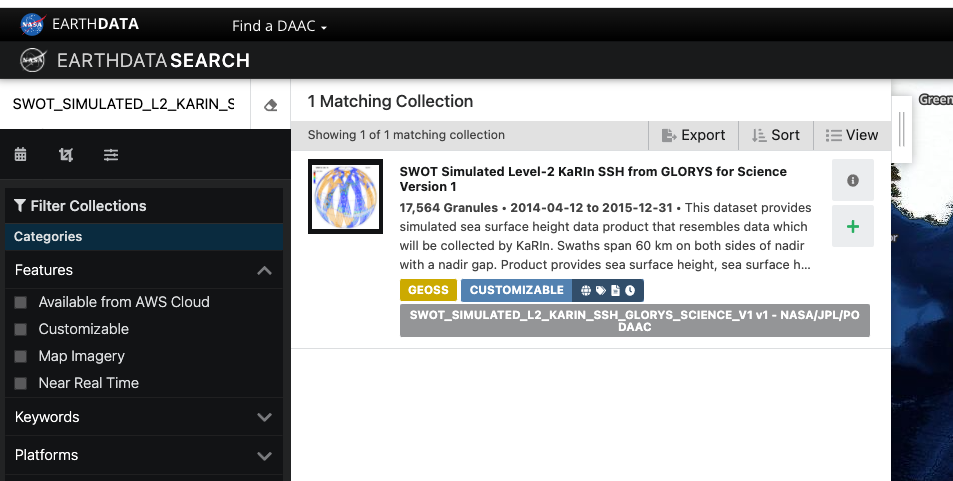 NASA EARTHDATA
Find a DAAC
NASA EARTHDATA SEARCH
SWOT_SIMULATED_L2_KARIN_S
1 Matching Collection
Showing 1 of 1 matching collection
Export
Sort
View
Green
Filter Collections
Categories
Features
Available from AWS Cloud
Customizable
Map Imagery
Near Real Time
Keywords
Platforms
SWOT Simulated Level-2 KaRIn SSH from GLORYS for Science
Version 1
17,564 Granules • 2014-04-12 to 2015-12-31 • This dataset provides
simulated sea surface height data product that resembles data which
will be collected by KaRIn. Swaths span 60 km on both sides of nadir
with a nadir gap. Product provides sea surface height, sea surface h...
GEOSS
CUSTOMIZABLE
SWOT_SIMULATED_L2_KARIN_SSH_GLORYS_SCIENCE_V1 v1 - NASA/JPL/PO
DAAC
or